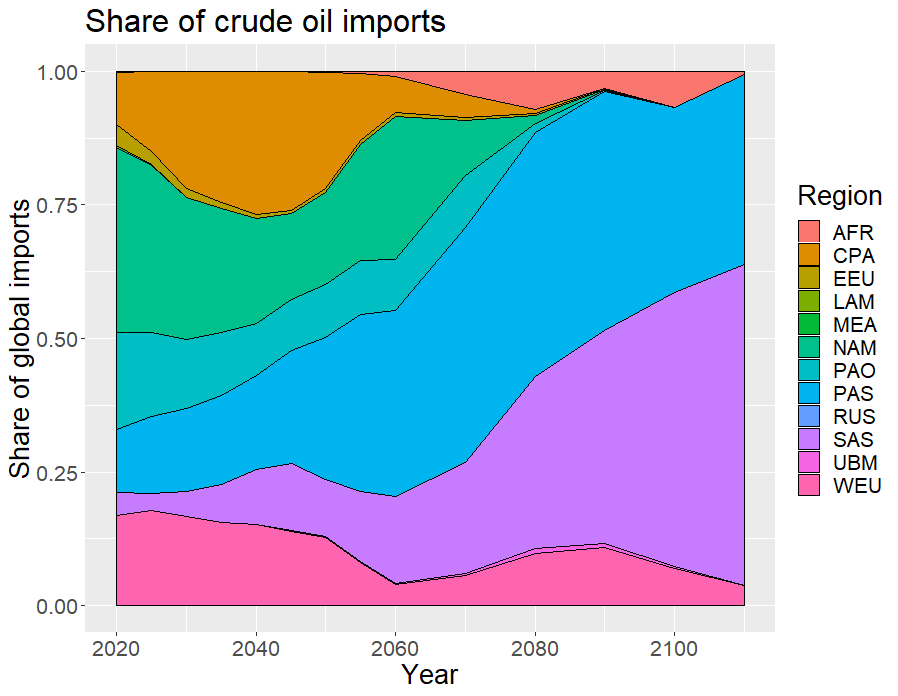 Share of crude oil imports
Share of global imports
1.00
0.75
0.50
0.25
0.00
2020 2040 2060 2080 2100
Year
Region
AFR
CPA
EEU
LAM
MEA
NAM
PAO
PAS
RUS
SAS
UBM
WEU